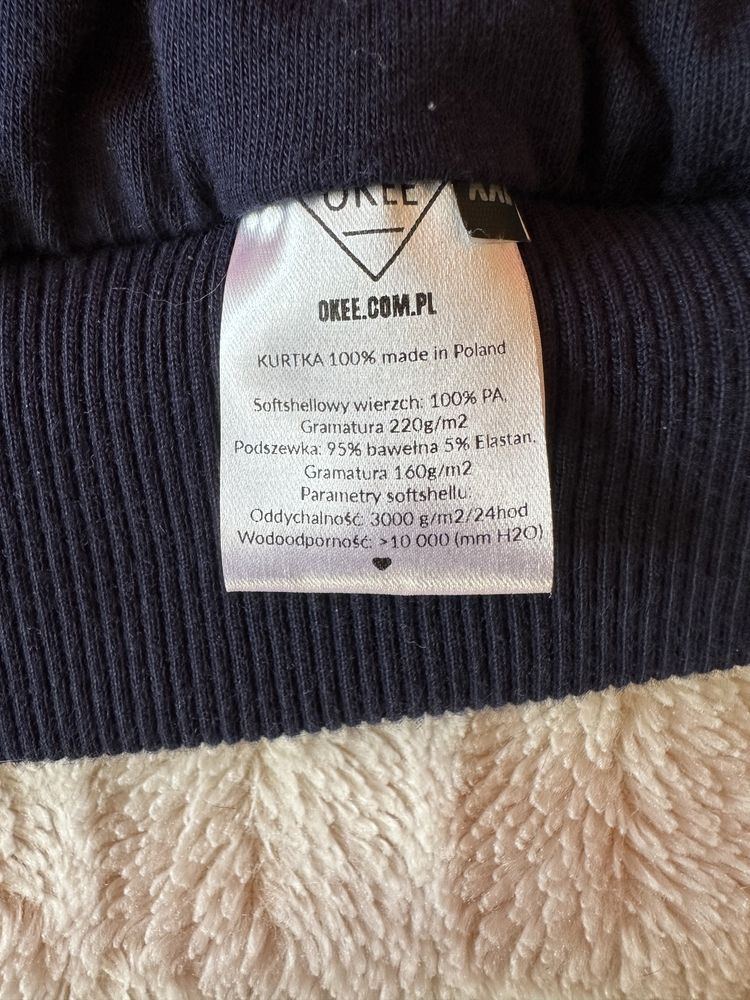 OKEE
OKEE.COM.PL
KURTKA 100% made in Poland
Softshellowy wierzch: 100% PA,
Gramatura 220g/m2
Podszewka: 95% bawełna 5% Elastan.
Gramatura 160g/m2
Parametry softshellu:
Oddychalność: 3000 g/m2/24hod
Wodoodporność: >10 000 (mm H2O)